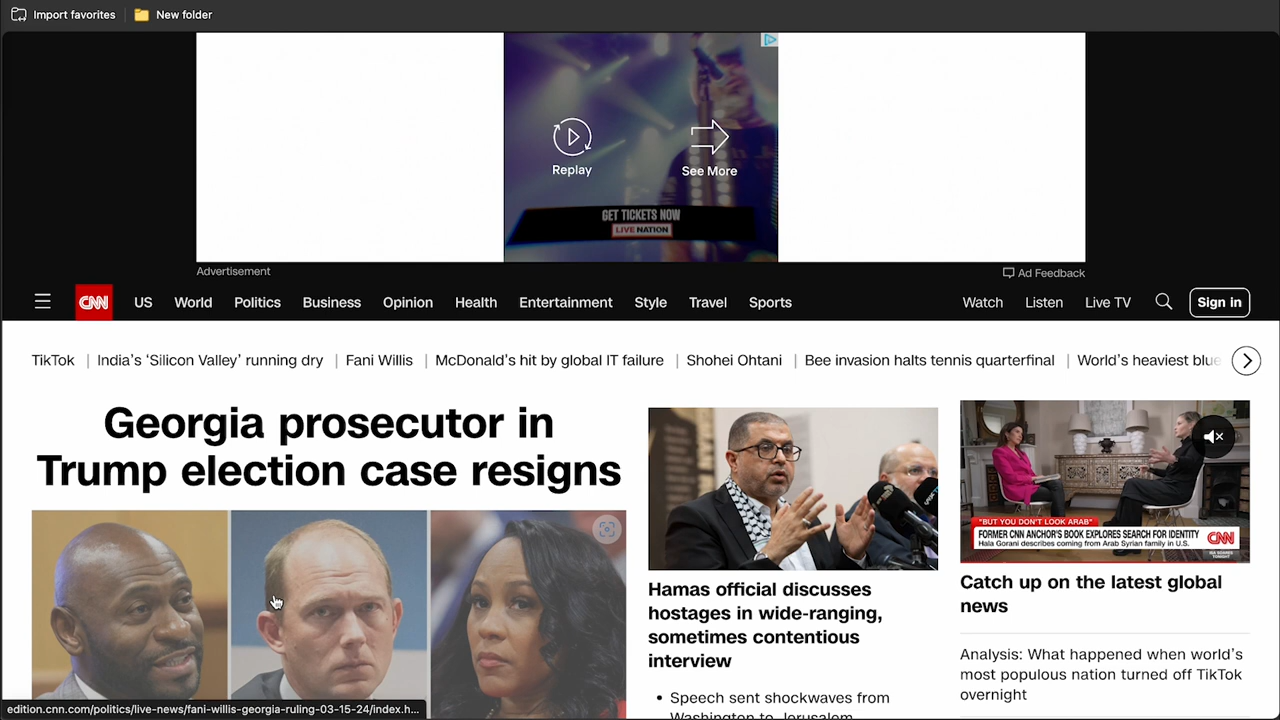 Import favorites
New folder
Replay
See More
GET TICKETS NOW
LIVE NATION
Advertisement
Ad Feedback
CNN
US
World
Politics
Business
Opinion
Health
Entertainment
Style
Travel
Sports
Watch
Listen
Live TV
Sign in
TikTok
India's 'Silicon Valley' running dry
Fani Willis
McDonald's hit by global IT failure
Shohei Ohtani
Bee invasion halts tennis quarterfinal
World's heaviest blue
Georgia prosecutor in
Trump election case resigns
Hamas official discusses
hostages in wide-ranging,
sometimes contentious
interview
• Speech sent shockwaves from
Washington to Jerusalem
"BUT YOU DON'T LOOK ARAB"
FORMER CNN ANCHOR'S BOOK EXPLORES SEARCH FOR IDENTITY
Hala Gorani describes coming from Arab Syrian family in U.S.
CNN
ISA SOARES
TONIGHT
Catch up on the latest global
news
Analysis: What happened when world's
most populous nation turned off TikTok
overnight
edition.cnn.com/politics/live-news/fani-willis-georgia-ruling-03-15-24/index.h...